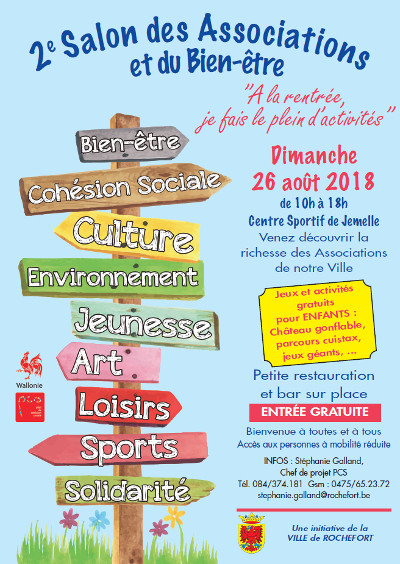 2e Salon des Associations
et du Bien-être
"A la rentrée,
je fais le plein d'activités"
Bien-être
Cohésion Sociale
Culture
Environnement
Jeunesse
Art
Loisirs
Sports
Solidarité
Wallonie
Dimanche
26 août 2018
de 10h à 18h
Centre Sportif de Jemelle
Venez découvrir la
richesse des Associations
de notre Ville
Jeux et activités
gratuits
pour ENFANTS :
Château gonflable,
parcours cuistax,
jeux géants, ...
Petite restauration
et bar sur place
ENTRÉE GRATUITE
Bienvenue à toutes et à tous
Accès aux personnes à mobilité réduite
INFOS : Stéphanie Galland,
Chef de projet PCS
Tél. 084/374.181 Gsm : 0475/65.23.72
stephanie.galland@rochefort.be
Une initiative de la
VILLE de ROCHEFORT